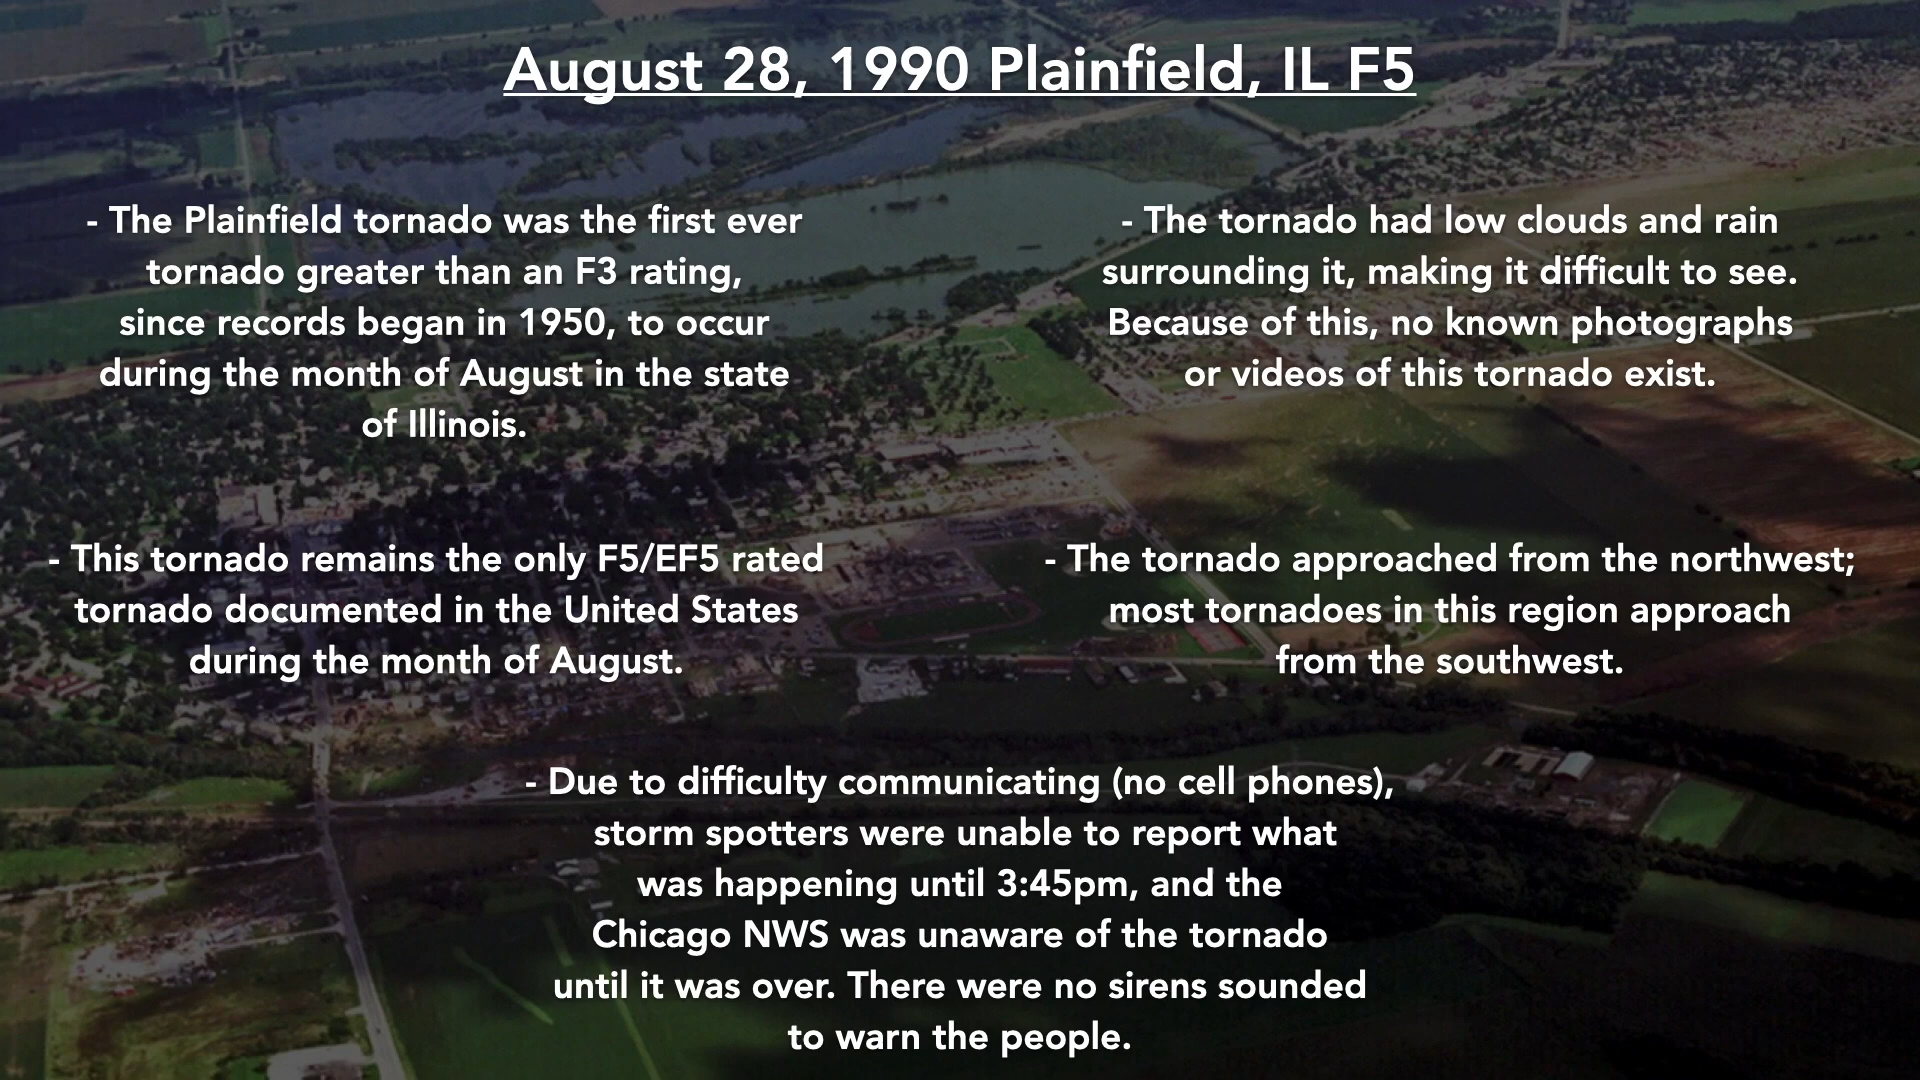 August 28, 1990 Plainfield, IL F5
- The Plainfield tornado was the first ever
tornado greater than an F3 rating,
since records began in 1950, to occur
during the month of August in the state
of Illinois.
- The tornado had low clouds and rain
surrounding it, making it difficult to see.
Because of this, no known photographs
or videos of this tornado exist.
- This tornado remains the only F5/EF5 rated
tornado documented in the United States
during the month of August.
- The tornado approached from the northwest;
most tornadoes in this region approach
from the southwest.
- Due to difficulty communicating (no cell phones),
storm spotters were unable to report what
was happening until 3:45pm, and the
Chicago NWS was unaware of the tornado
until it was over. There were no sirens sounded
to warn the people.